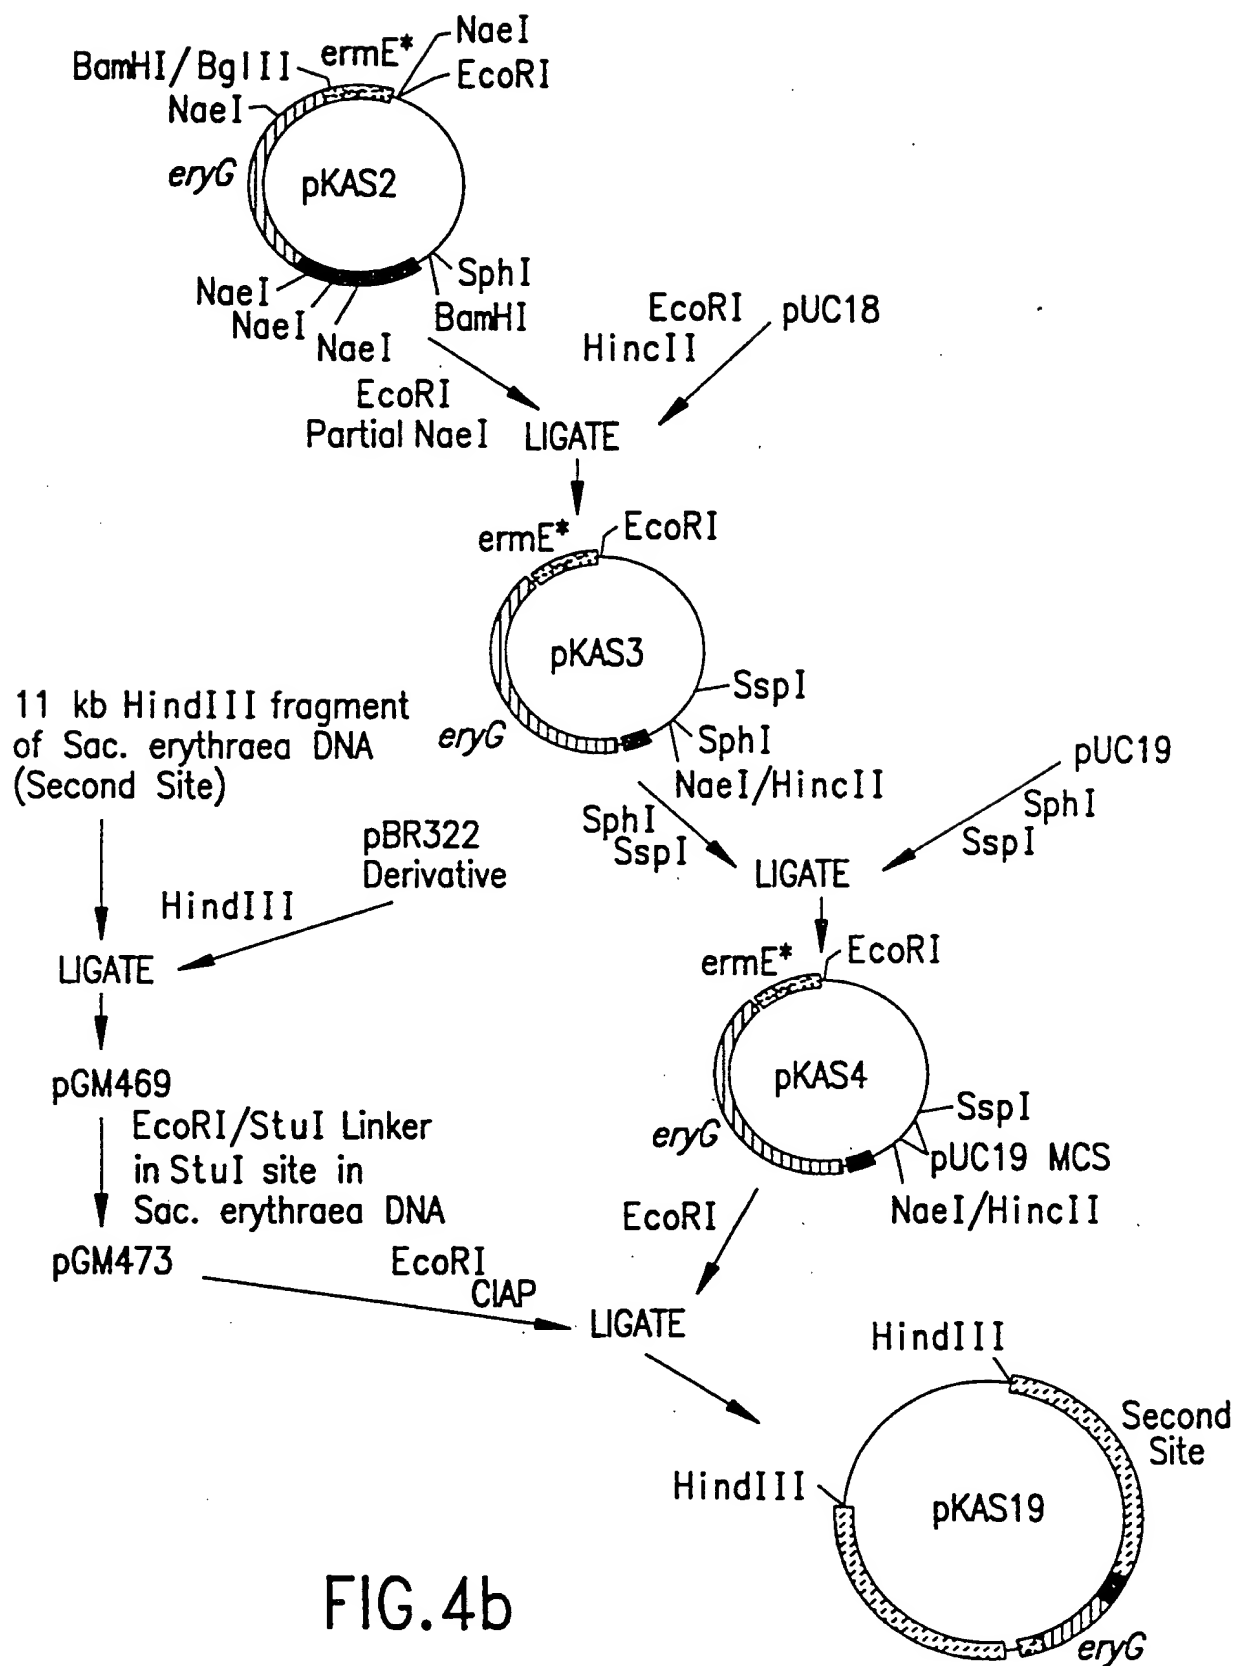 NaeI
ermE*
EcoRI
BamHI/BglII
NaeI
eryG
pKAS2
SphI
BamHI
NaeI
NaeI
NaeI
EcoRI
HincII
pUC18
EcoRI
Partial NaeI
LIGATE
ermE*
EcoRI
pKAS3
SspI
SphI
NaeI/HincII
eryG
11 kb HindIII fragment
of Sac. erythraea DNA
(Second Site)
pUC19
SphI
SspI
SphI
SspI
pBR322
Derivative
HindIII
LIGATE
LIGATE
ermE*
EcoRI
pKAS4
SspI
pUC19 MCS
NaeI/HincII
eryG
pGM469
EcoRI/StuI Linker
in StuI site in
Sac. erythraea DNA
pGM473
EcoRI
CIAP
EcoRI
LIGATE
HindIII
Second
Site
HindIII
pKAS19
eryG
FIG.4b